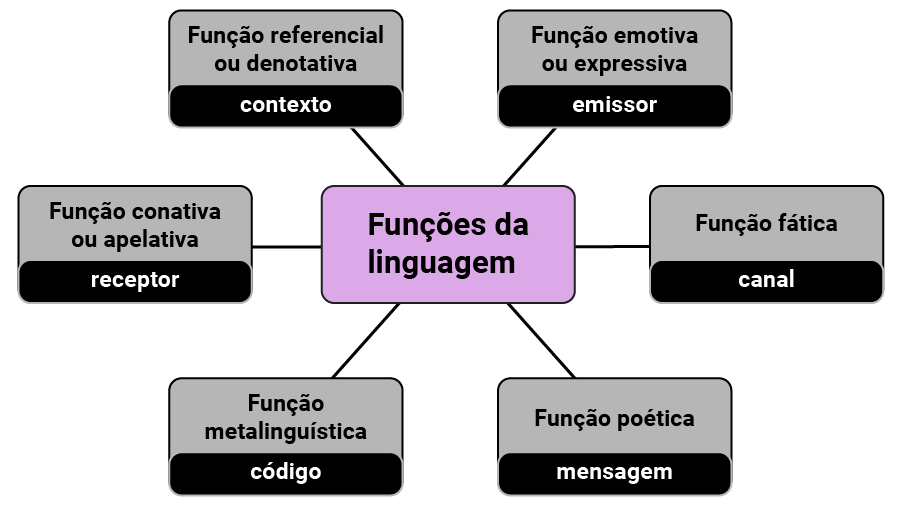 Função referencial
ou denotativa
contexto
Função emotiva
ou expressiva
emissor
Função conativa
ou apelativa
receptor
Funções da
linguagem
Função fática
canal
Função
metalinguística
código
Função poética
mensagem